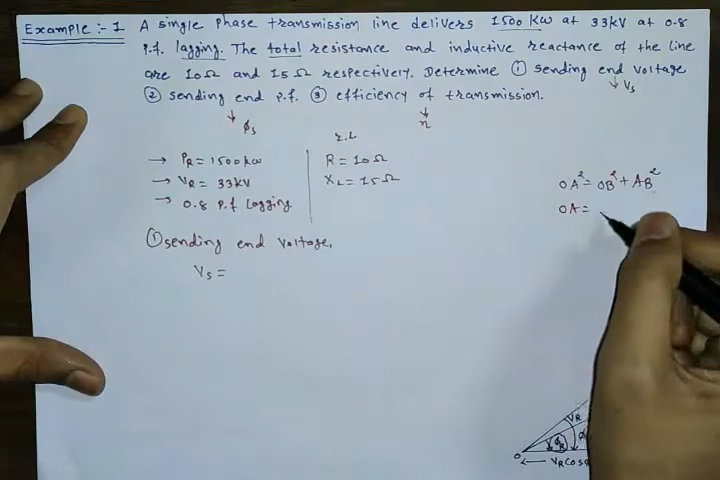 Example :- 1 A single phase transmission line delivers 1500 kW at 33kV at 0.8
P.f. lagging. The total resistance and inductive reactance of the line
are 10Ω and 15Ω respectively. Determine ① sending end voltage
② sending end P.f. ③ efficiency of transmission.
↓ Vs
↓ φs
↓ η
→ PR = 1500 kW
→ VR = 33KV
→ 0.8 P.f Lagging
R = 10Ω
XL = 15Ω
OA² = OB² + AB²
OA =
① sending end voltage.
Vs =
VR
φR
φ
O
← VR cos